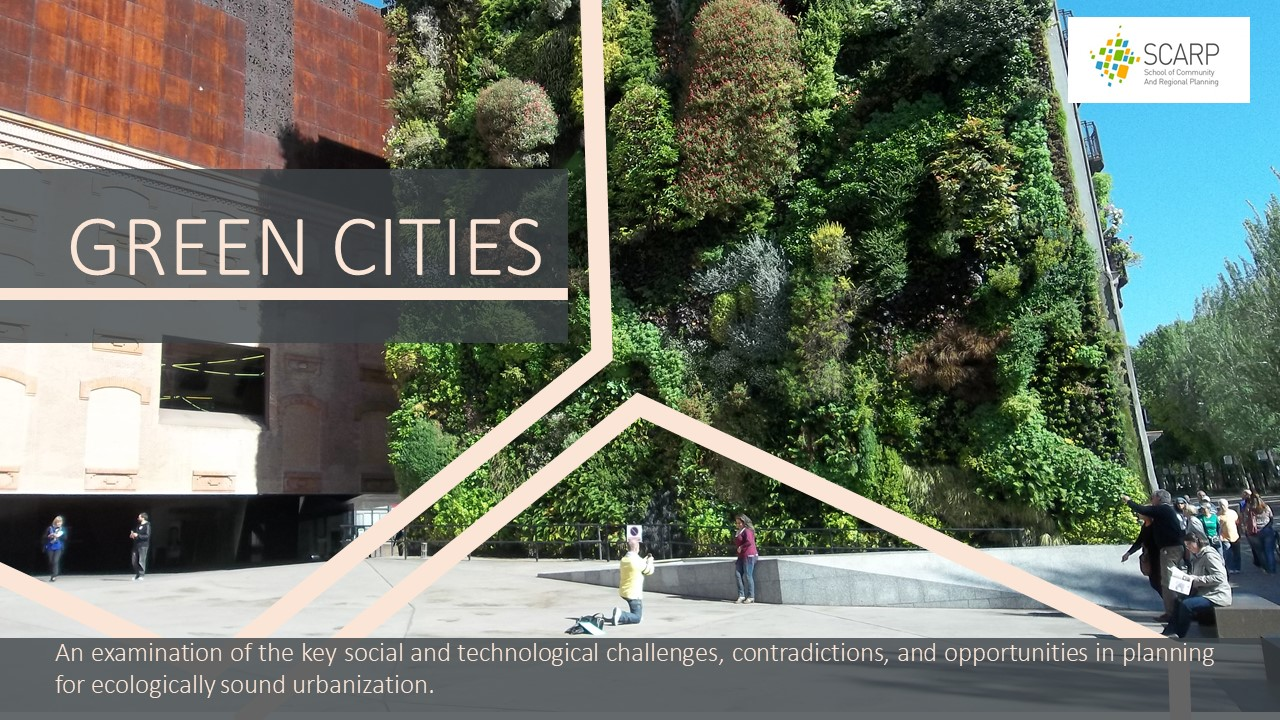 SCARP
School of Community
And Regional Planning
GREEN CITIES
An examination of the key social and technological challenges, contradictions, and opportunities in planning
for ecologically sound urbanization.